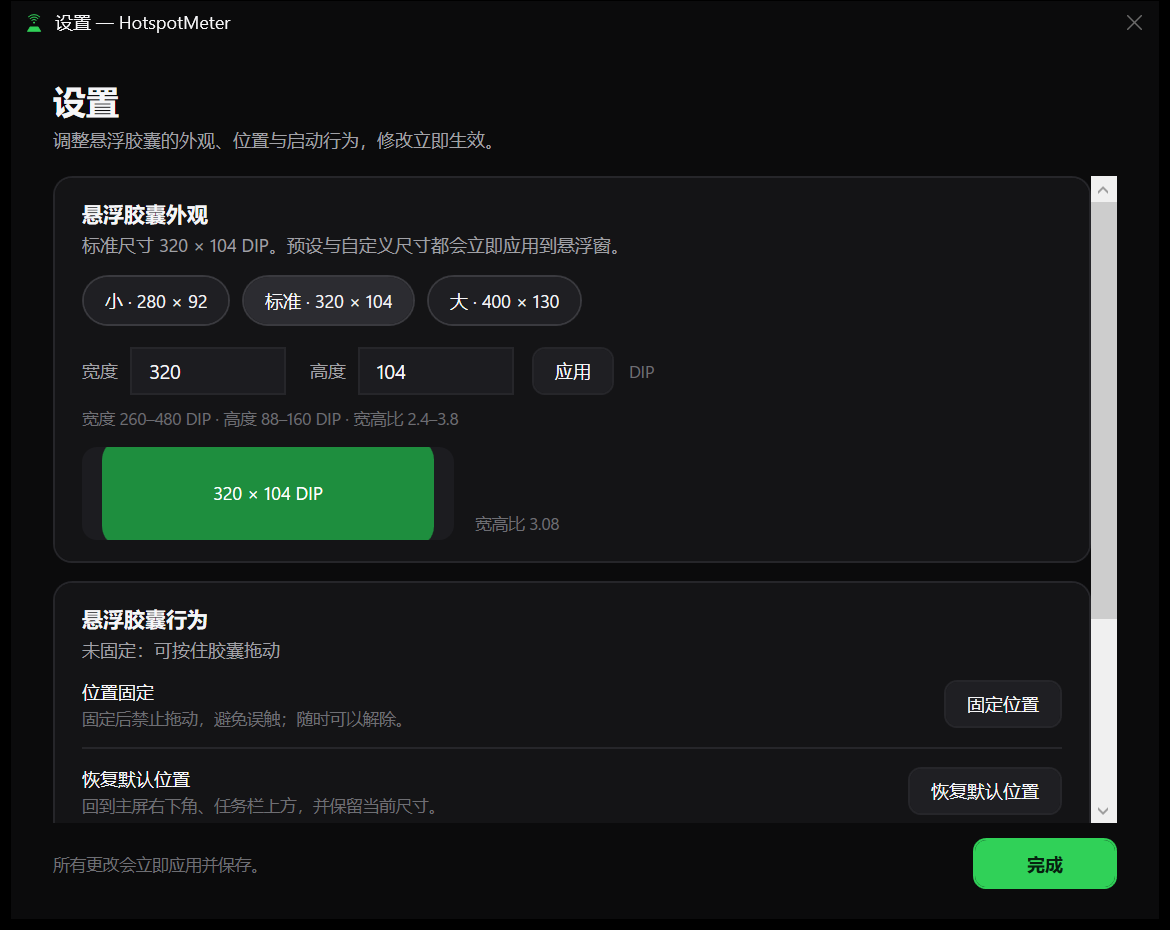 设置 — HotspotMeter
设置
调整悬浮胶囊的外观、位置与启动行为，修改立即生效。
悬浮胶囊外观
标准尺寸 320 × 104 DIP。预设与自定义尺寸都会立即应用到悬浮窗。
小 · 280 × 92 标准 · 320 × 104 大 · 400 × 130
宽度 320 高度 104 应用 DIP
宽度 260–480 DIP · 高度 88–160 DIP · 宽高比 2.4–3.8
320 × 104 DIP
宽高比 3.08
悬浮胶囊行为
未固定：可按住胶囊拖动
位置固定
固定后禁止拖动，避免误触；随时可以解除。
固定位置
恢复默认位置
回到主屏右下角、任务栏上方，并保留当前尺寸。
恢复默认位置
所有更改会立即应用并保存。
完成